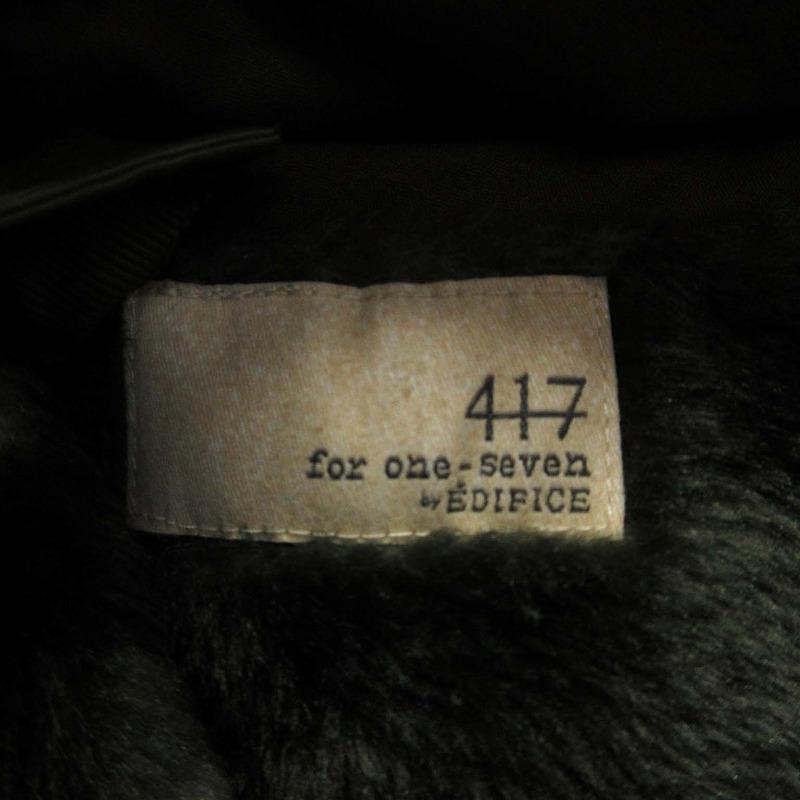 417
for one-seven
by ÉDIFICE